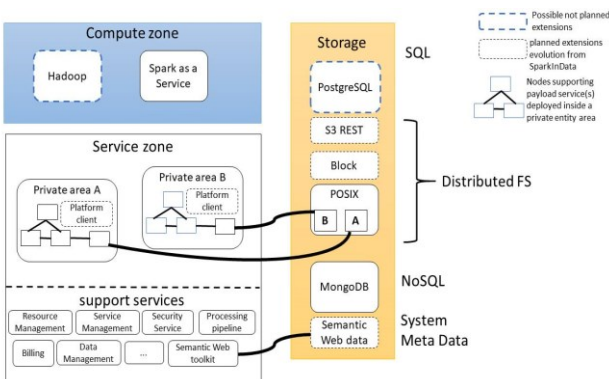 Compute zone
Hadoop
Spark as a
Service
Storage
SQL
PostgreSQL
S3 REST
Block
POSIX
B
A
Distributed FS
MongoDB
NoSQL
Semantic
Web data
System
Meta Data
Possible not planned
extensions
planned extensions
evolution from
SparkInData
Nodes supporting
payload service(s)
deployed inside a
private entity area
Service zone
Private area A
Platform
client
Private area B
Platform
client
support services
Resource
Management
Service
Management
Security
Service
Processing
pipeline
Billing
Data
Management
...
Semantic Web
toolkit